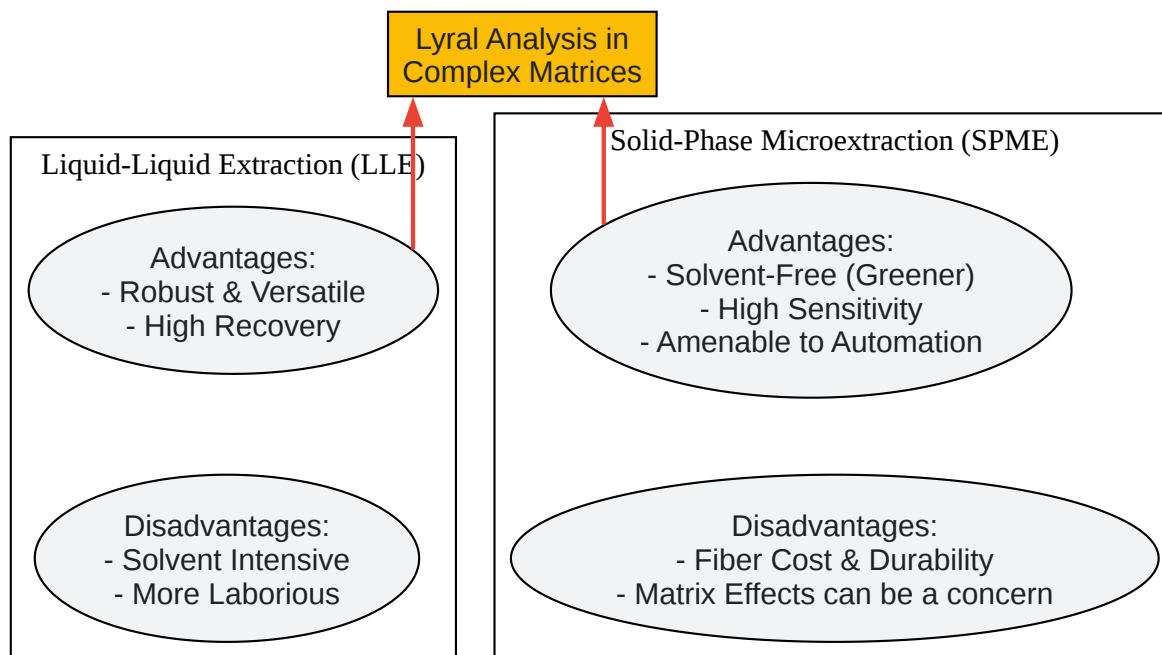 Lyral Analysis in
Complex Matrices
Liquid-Liquid Extraction (LLE)
Advantages:
- Robust & Versatile
- High Recovery
Disadvantages:
- Solvent Intensive
- More Laborious
Solid-Phase Microextraction (SPME)
Advantages:
- Solvent-Free (Greener)
- High Sensitivity
- Amenable to Automation
Disadvantages:
- Fiber Cost & Durability
- Matrix Effects can be a concern